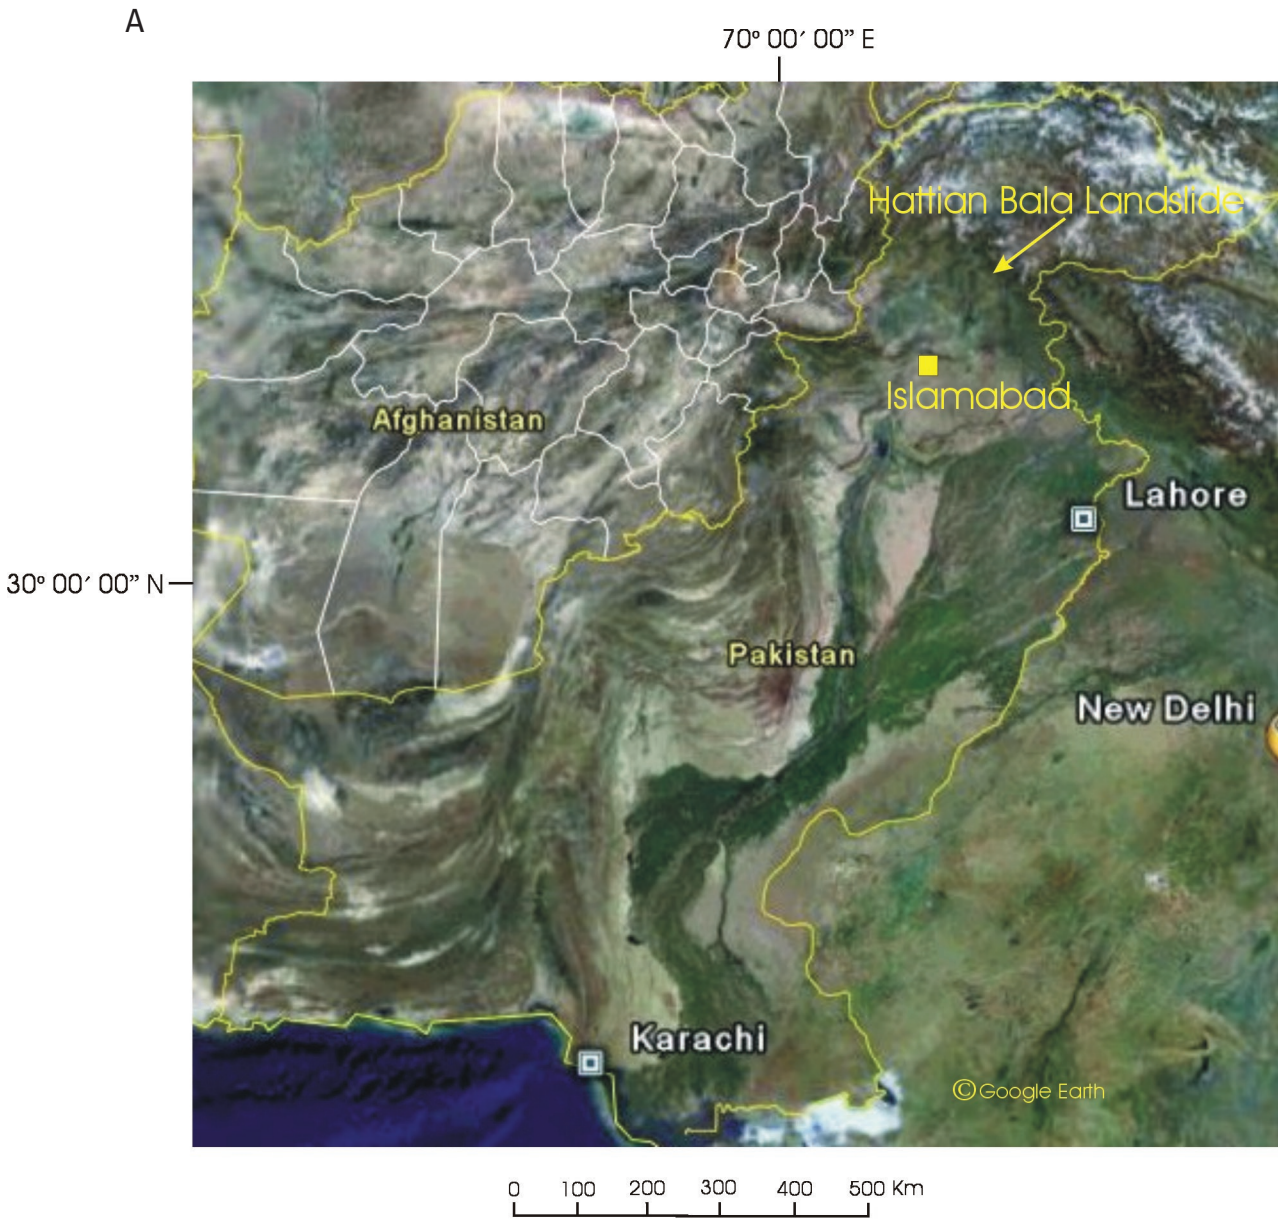 A
70° 00′ 00” E
Hattian Bala Landslide
Islamabad
Afghanistan
Lahore
30° 00′ 00” N
Pakistan
New Delhi
Karachi
©Google Earth
0 100 200 300 400 500 Km